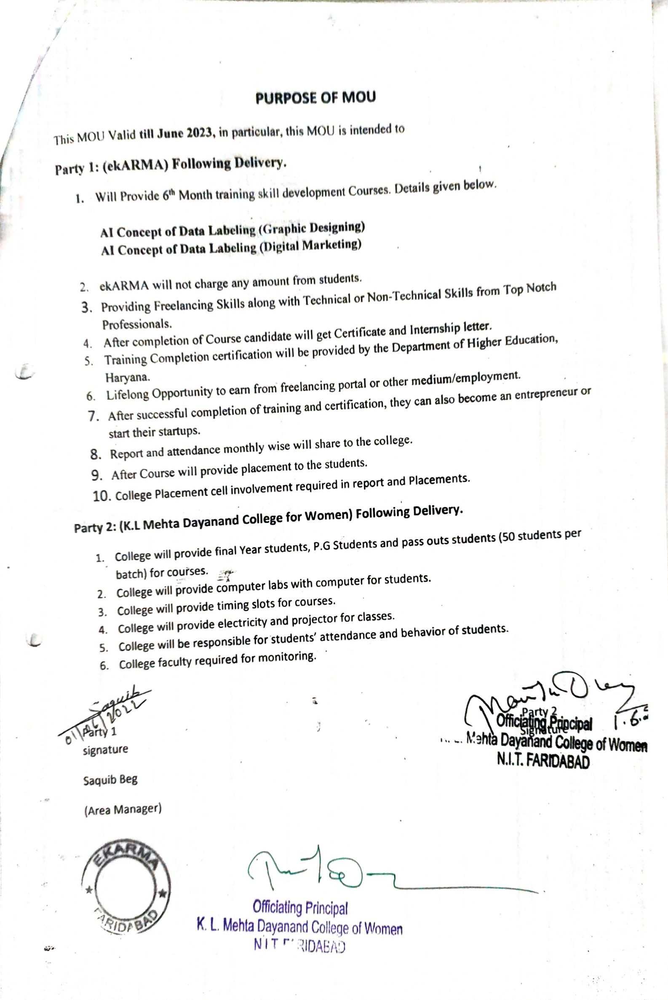 PURPOSE OF MOU
This MOU Valid till June 2023, in particular, this MOU is intended to
Party 1: (ekARMA) Following Delivery.
1. Will Provide 6th Month training skill development Courses. Details given below.
AI Concept of Data Labeling (Graphic Designing)
AI Concept of Data Labeling (Digital Marketing)
2. ekARMA will not charge any amount from students.
3. Providing Freelancing Skills along with Technical or Non-Technical Skills from Top Notch
Professionals.
4. After completion of Course candidate will get Certificate and Internship letter.
5. Training Completion certification will be provided by the Department of Higher Education,
Haryana.
6. Lifelong Opportunity to earn from freelancing portal or other medium/employment.
7. After successful completion of training and certification, they can also become an entrepreneur or
start their startups.
8. Report and attendance monthly wise will share to the college.
9. After Course will provide placement to the students.
10. College Placement cell involvement required in report and Placements.
Party 2: (K.L Mehta Dayanand College for Women) Following Delivery.
1. College will provide final Year students, P.G Students and pass outs students (50 students per
batch) for courses.
2. College will provide computer labs with computer for students.
3. College will provide timing slots for courses.
4. College will provide electricity and projector for classes.
5. College will be responsible for students' attendance and behavior of students.
6. College faculty required for monitoring.
Saquib
01/06/2022
Party 1
signature
Saquib Beg
(Area Manager)
Party 2
Signature
1.6.
Officiating Principal
Mehta Dayanand College of Women
N.I.T. FARIDABAD
EKARMA
FARIDABAD
Officiating Principal
K. L. Mehta Dayanand College of Women
NIT FARIDABAD